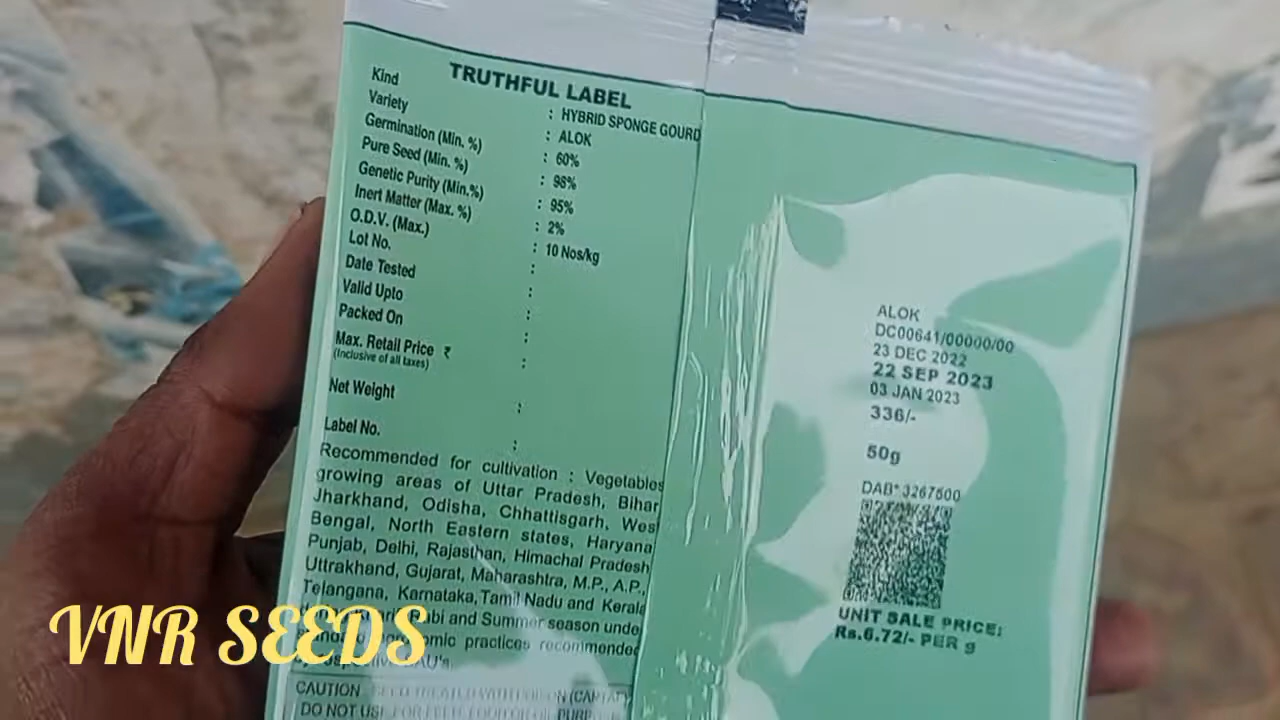 TRUTHFUL LABEL
Kind : HYBRID SPONGE GOURD
Variety : ALOK
Germination (Min. %) : 60%
Pure Seed (Min. %) : 98%
Genetic Purity (Min.%) : 95%
Inert Matter (Max. %) : 2%
O.D.V. (Max.) : 10 Nos/kg
Lot No. :
Date Tested :
Valid Upto :
Packed On :
Max. Retail Price ₹
(Inclusive of all taxes)
Net Weight :
Label No. :
Recommended for cultivation : Vegetables
growing areas of Uttar Pradesh, Bihar
Jharkhand, Odisha, Chhattisgarh, Wes
Bengal, North Eastern states, Haryana
Punjab, Delhi, Rajasthan, Himachal Pradesh
Uttrakhand, Gujarat, Maharashtra, M.P., A.P.,
Telangana, Karnataka, Tamil Nadu and Kerala
and Summer season unde
practices recommended
CAUTION
DO NOT USE FOR
ALOK
DC00641/00000/00
23 DEC 2022
22 SEP 2023
03 JAN 2023
336/-
50g
DAB* 3267500
UNIT SALE PRICE:
Rs.6.72/- PER g
VNR SEEDS